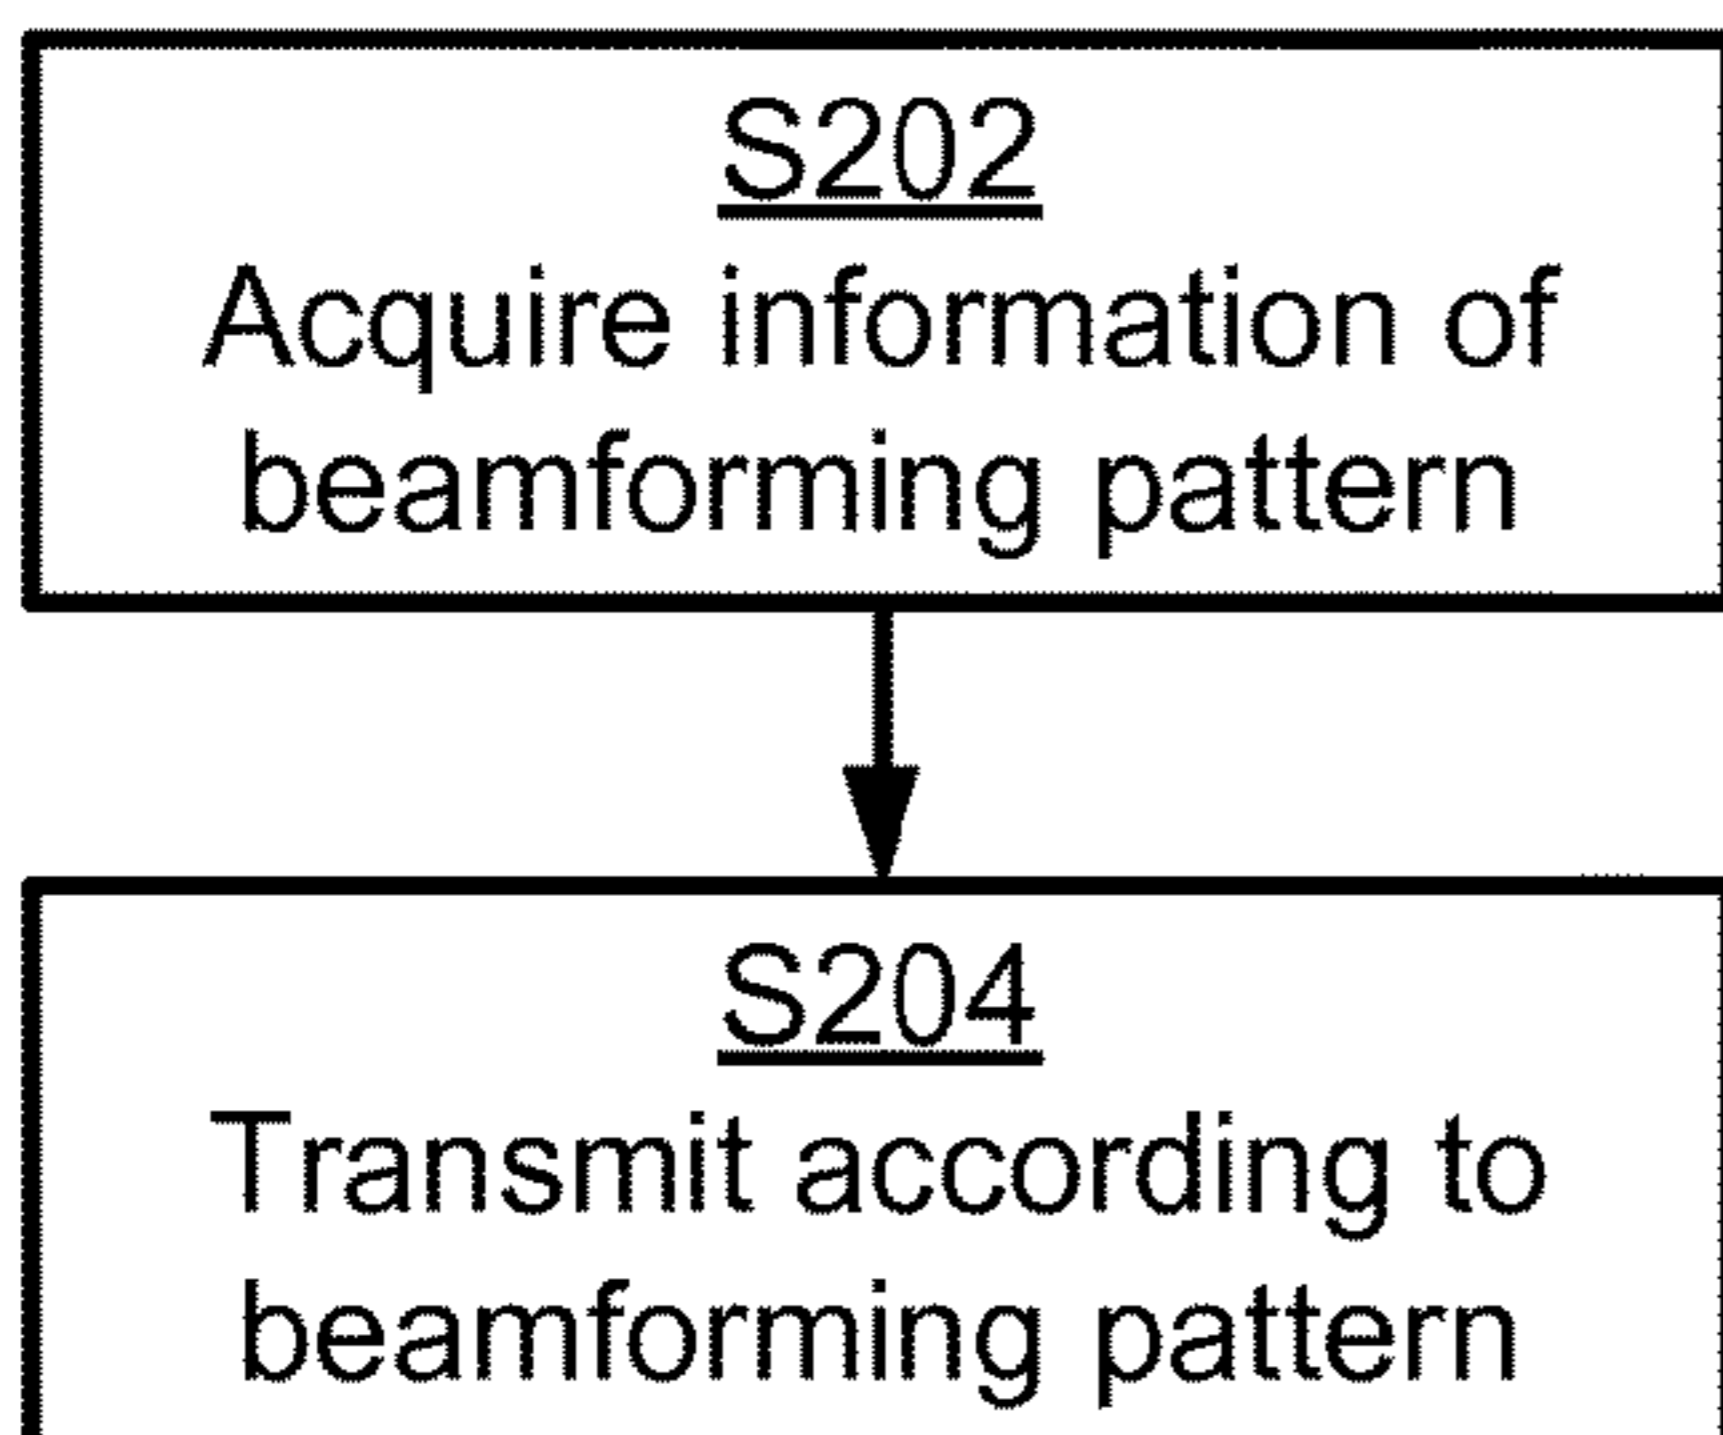 S202
Acquire information of
beamforming pattern
S204
Transmit according to
beamforming pattern